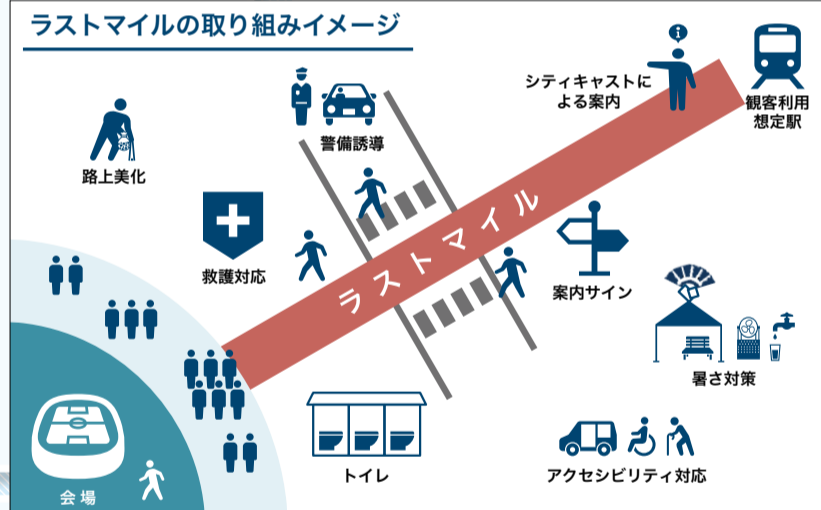 ラストマイルの取り組みイメージ
シティキャストに
よる案内
観客利用
想定駅
警備誘導
路上美化
救護対応
ラストマイル
案内サイン
暑さ対策
トイレ
アクセシビリティ対応
会場